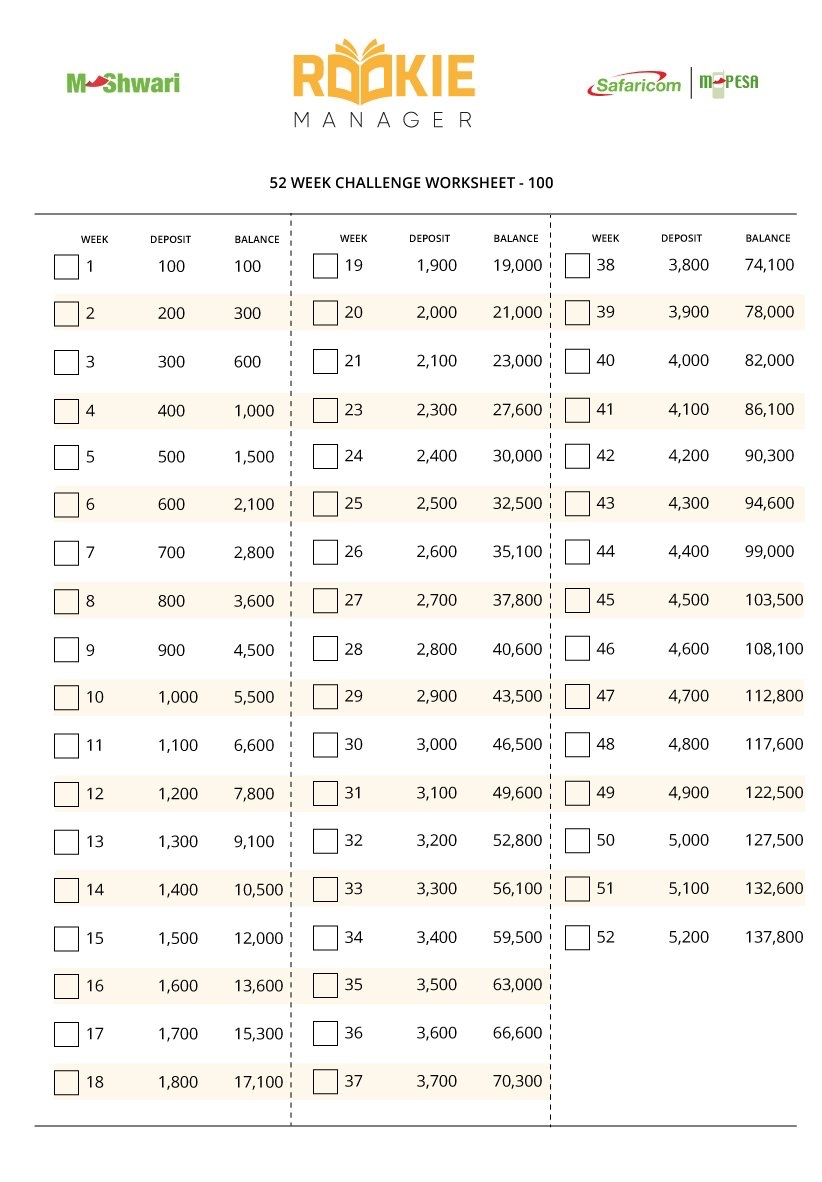 M-Shwari
ROOKIE
MANAGER
Safaricom | M-PESA
52 WEEK CHALLENGE WORKSHEET - 100
WEEK DEPOSIT BALANCE
1 100 100
2 200 300
3 300 600
4 400 1,000
5 500 1,500
6 600 2,100
7 700 2,800
8 800 3,600
9 900 4,500
10 1,000 5,500
11 1,100 6,600
12 1,200 7,800
13 1,300 9,100
14 1,400 10,500
15 1,500 12,000
16 1,600 13,600
17 1,700 15,300
18 1,800 17,100
WEEK DEPOSIT BALANCE
19 1,900 19,000
20 2,000 21,000
21 2,100 23,000
23 2,300 27,600
24 2,400 30,000
25 2,500 32,500
26 2,600 35,100
27 2,700 37,800
28 2,800 40,600
29 2,900 43,500
30 3,000 46,500
31 3,100 49,600
32 3,200 52,800
33 3,300 56,100
34 3,400 59,500
35 3,500 63,000
36 3,600 66,600
37 3,700 70,300
WEEK DEPOSIT BALANCE
38 3,800 74,100
39 3,900 78,000
40 4,000 82,000
41 4,100 86,100
42 4,200 90,300
43 4,300 94,600
44 4,400 99,000
45 4,500 103,500
46 4,600 108,100
47 4,700 112,800
48 4,800 117,600
49 4,900 122,500
50 5,000 127,500
51 5,100 132,600
52 5,200 137,800